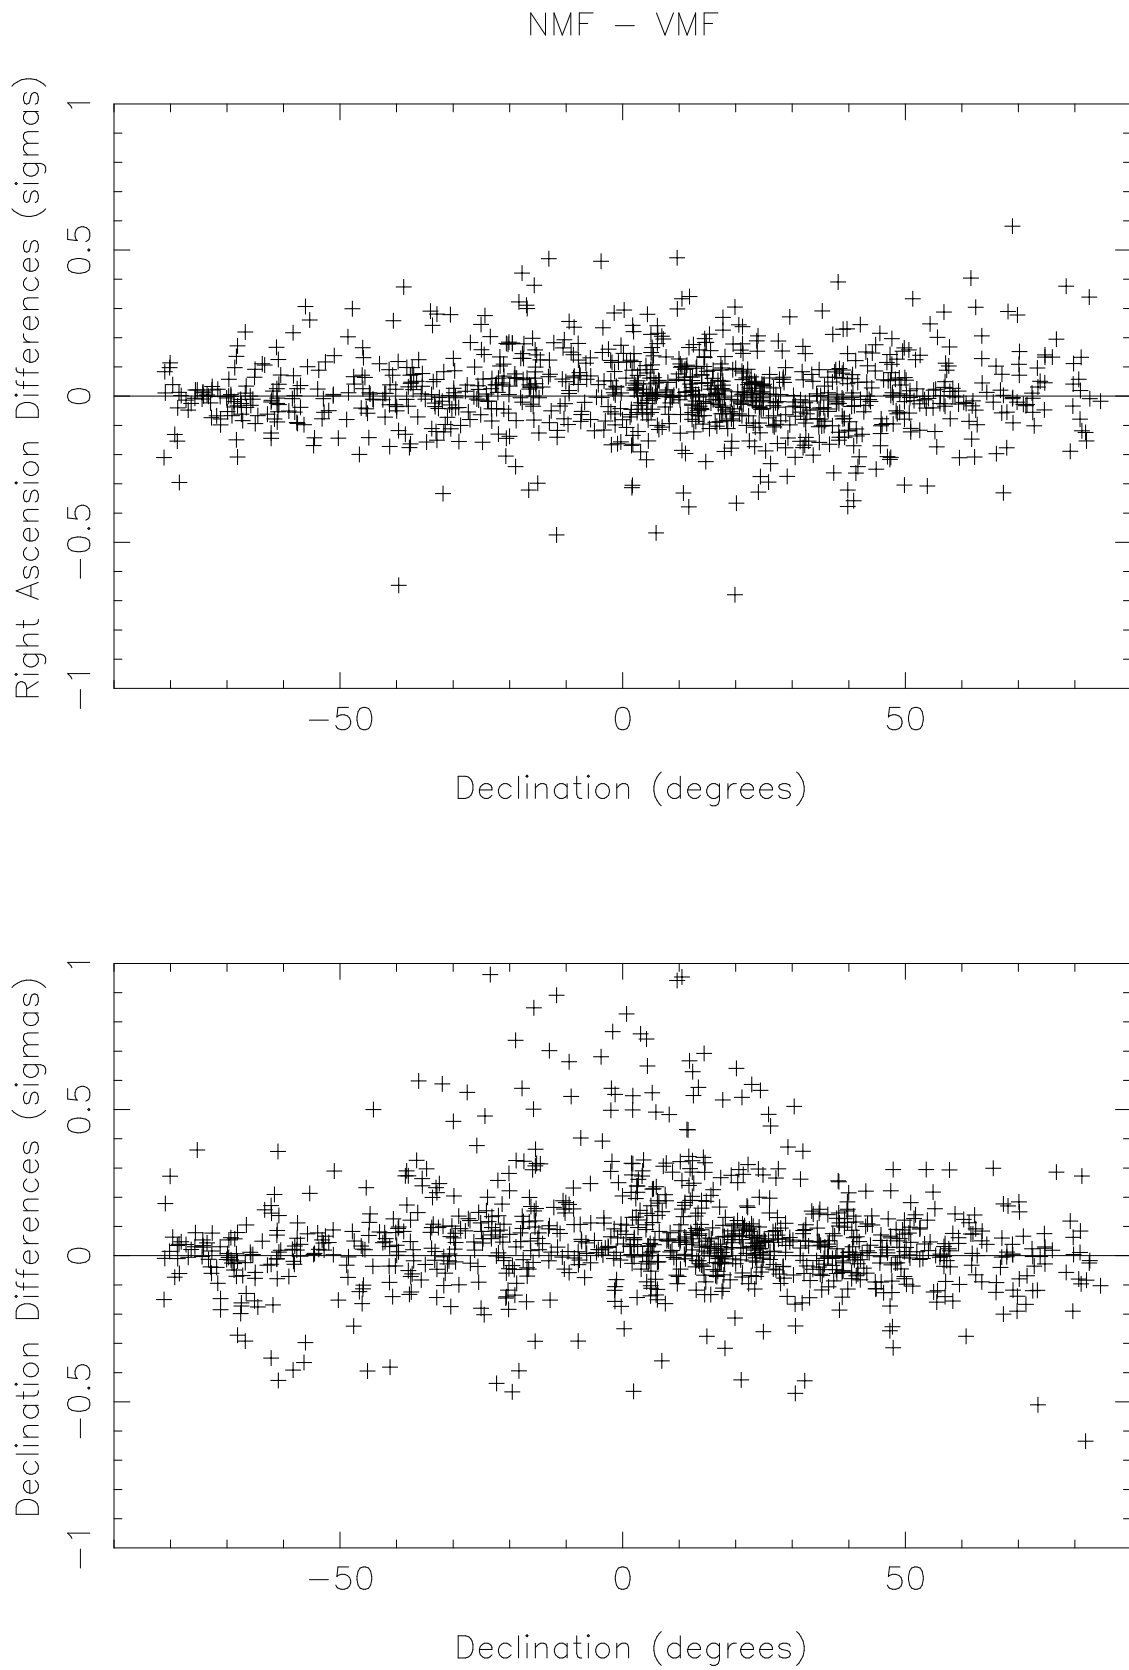 NMF − VMF
Right Ascension Differences (sigmas)
1
0.5
0
−0.5
−1
−50 0 50
Declination (degrees)
Declination Differences (sigmas)
1
0.5
0
−0.5
−1
−50 0 50
Declination (degrees)